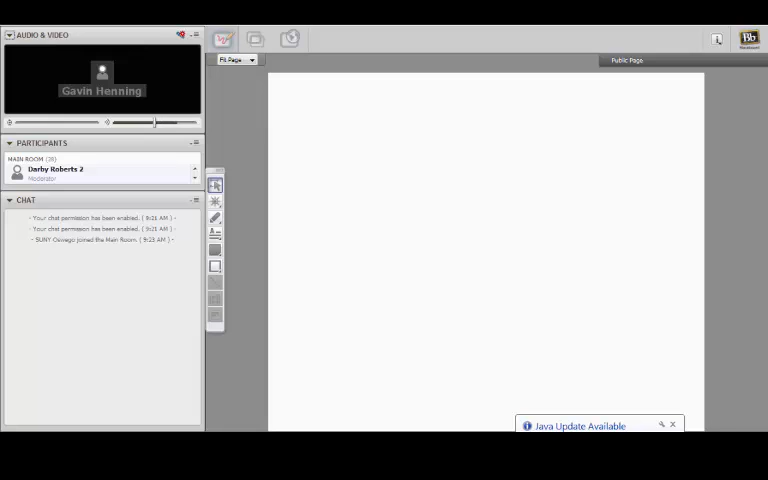 AUDIO & VIDEO
Gavin Henning
PARTICIPANTS
MAIN ROOM (28)
Darby Roberts 2
Moderator
CHAT
- Your chat permission has been enabled. ( 9:21 AM ) -
- Your chat permission has been enabled. ( 9:21 AM ) -
- SUNY Oswego joined the Main Room. ( 9:23 AM ) -
Fit Page
Public Page
Bb
Java Update Available